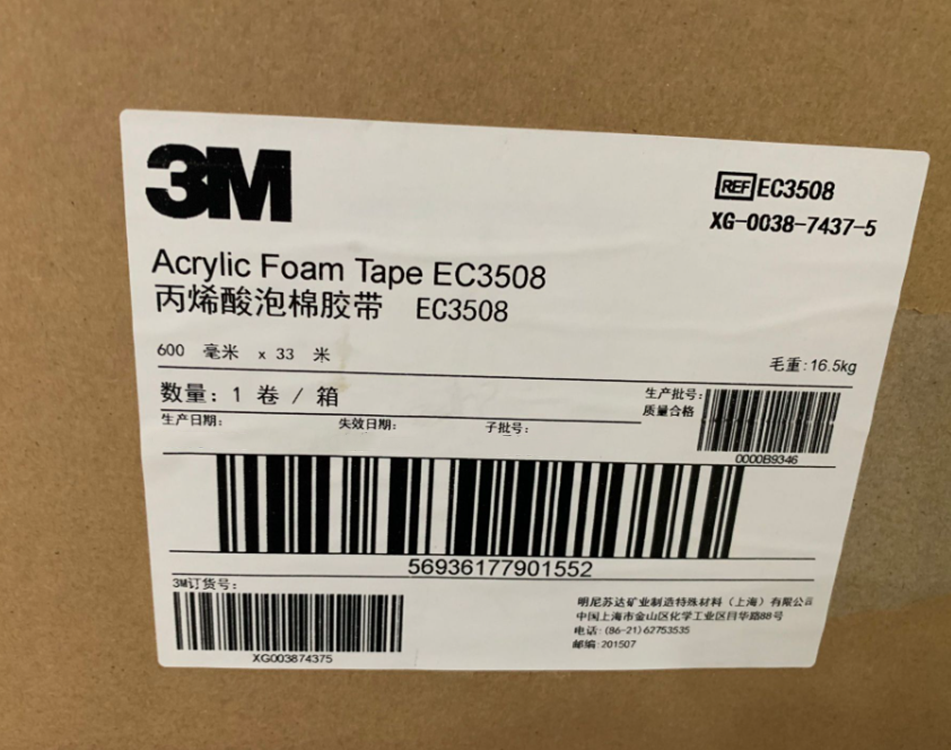 3M
REF EC3508
XG-0038-7437-5
Acrylic Foam Tape EC3508
丙烯酸泡棉胶带 EC3508
600 毫米 x 33 米
毛重:16.5kg
数量: 1 卷 / 箱
生产批号:
质量合格
0000B9346
生产日期:
失效日期:
子批号:
56936177901552
3M订货号:
XG003874375
明尼苏达矿业制造特殊材料（上海）有限公司
中国上海市金山区化学工业区目华路88号
电话: (86-21)62753535
邮编:201507